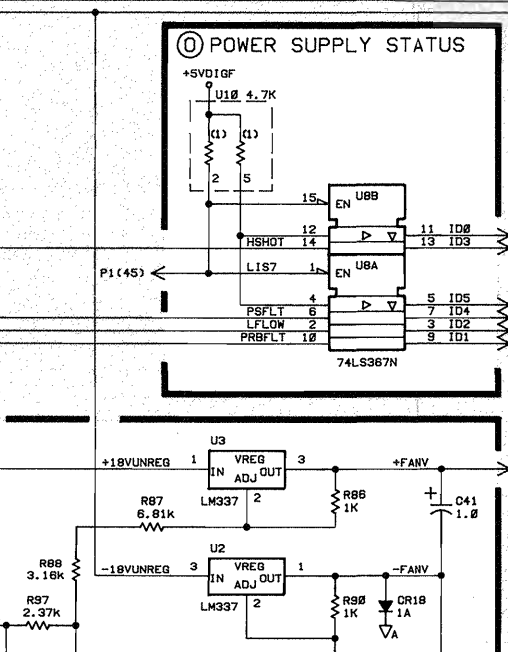 O POWER SUPPLY STATUS
+5VDIGF
U10 4.7K
(1) (1)
2 5
15 EN U8B
12 11 ID0
HSHOT 14 13 ID3
P1(45) LIS7 1 EN U8A
4 5 ID5
PSFLT 6 7 ID4
LFLOW 2 3 ID2
PRBFLT 10 9 ID1
74LS367N
U3
+18VUNREG 1 IN VREG ADJ OUT 3 +FANV
LM337 2
R87
6.81k
R86
1K
+ C41
1.0
U2
R88
3.16k
-18VUNREG 3 IN VREG ADJ OUT 1 -FANV
LM337 2
R97
2.37k
R90
1K
CR18
1A
A